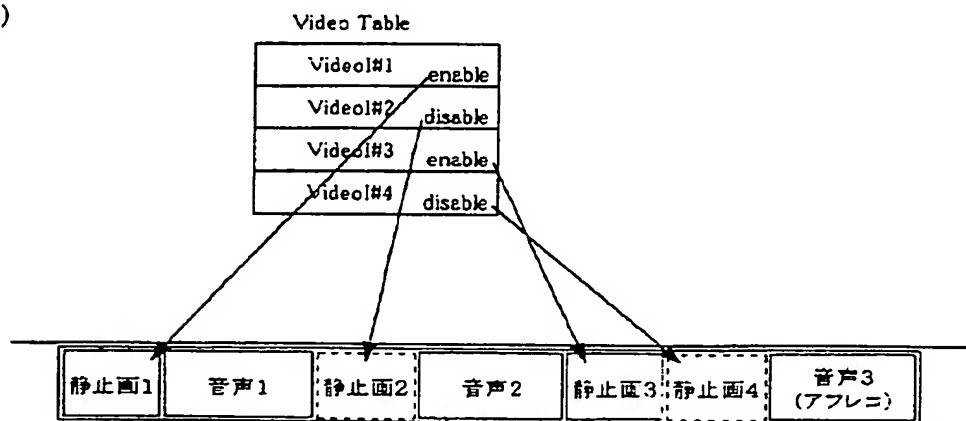 )
Video Table
VideoI#1 enable
VideoI#2 disable
VideoI#3 enable
VideoI#4 disable
静止画1 音声1 静止画2 音声2 静止画3 静止画4 音声3
(アフレコ)